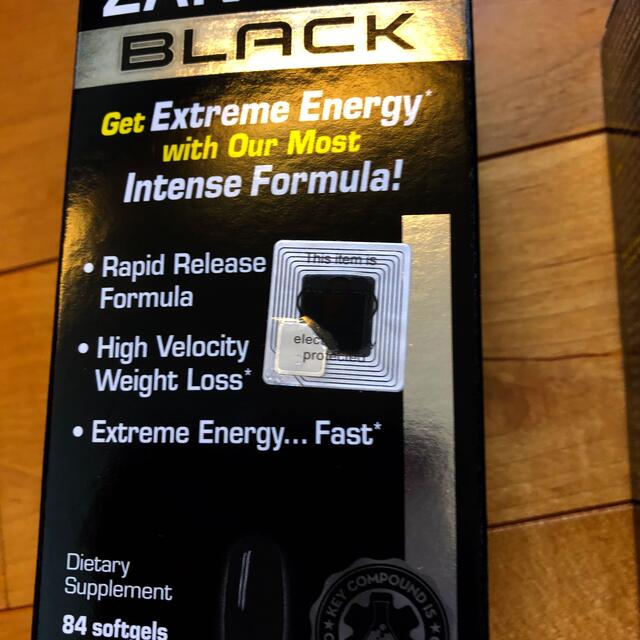 BLACK
Get Extreme Energy*
with Our Most
Intense Formula!
• Rapid Release
Formula
• High Velocity
Weight Loss*
• Extreme Energy... Fast*
This item is
protected
Dietary
Supplement
84 softgels
KEY COMPOUND IS